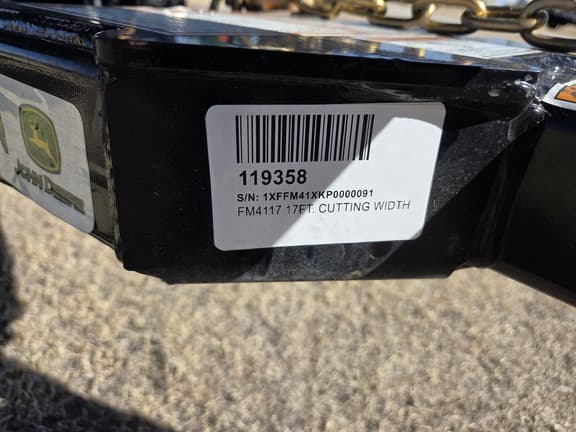 JOHN DEERE
119358
S/N: 1XFFM41XKP0000091
FM4117 17FT. CUTTING WIDTH